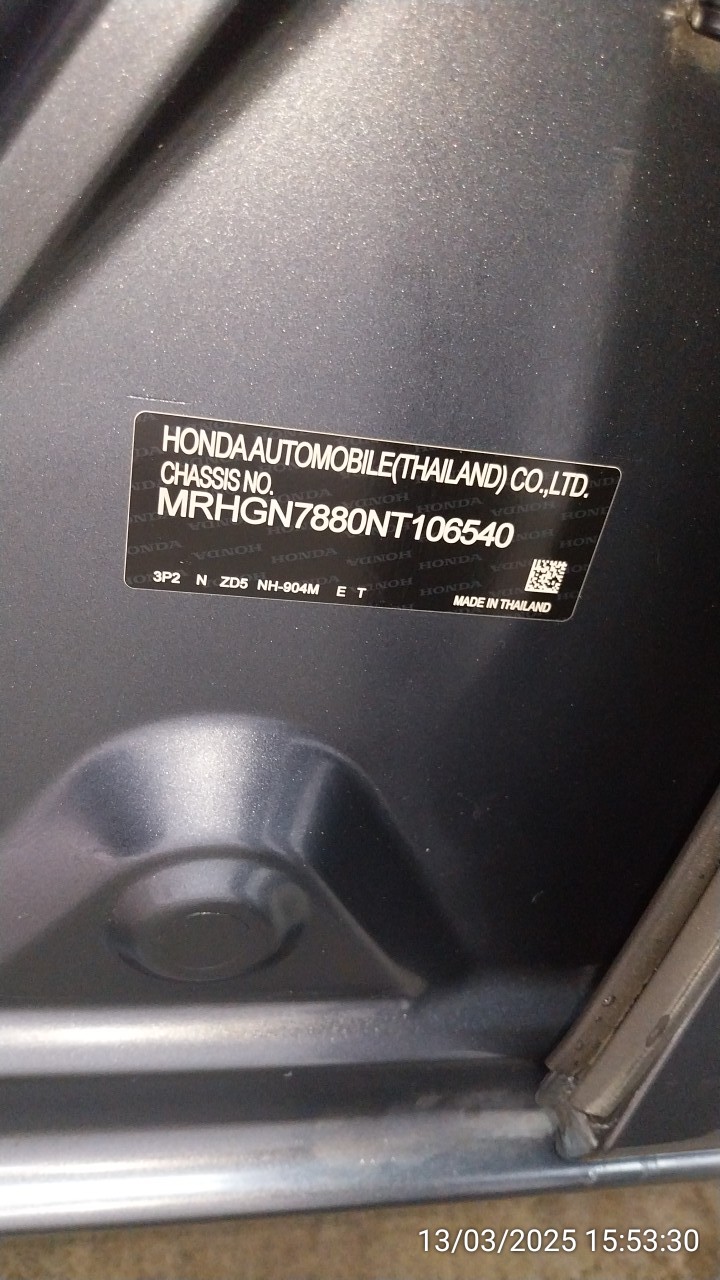 HONDA AUTOMOBILE(THAILAND) CO.,LTD.
CHASSIS NO.
MRHGN7880NT106540
3P2 N ZD5 NH-904M E T
MADE IN THAILAND
13/03/2025 15:53:30